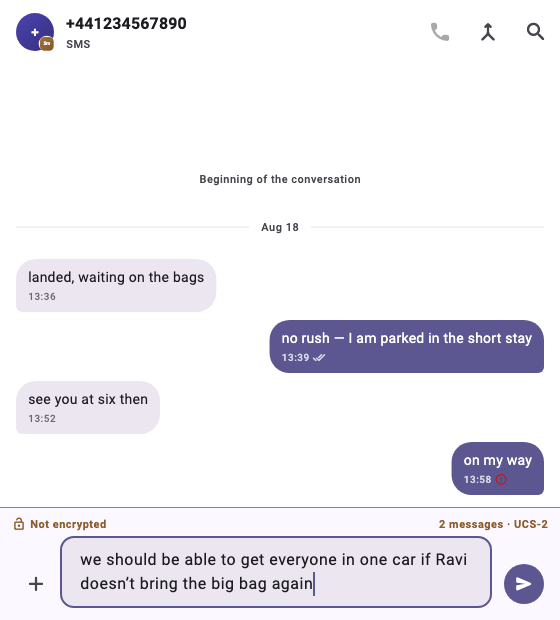 +441234567890
SMS
Beginning of the conversation
Aug 18
landed, waiting on the bags
13:36
no rush — I am parked in the short stay
13:39
see you at six then
13:52
on my way
13:58
Not encrypted
2 messages · UCS-2
we should be able to get everyone in one car if Ravi
doesn’t bring the big bag again